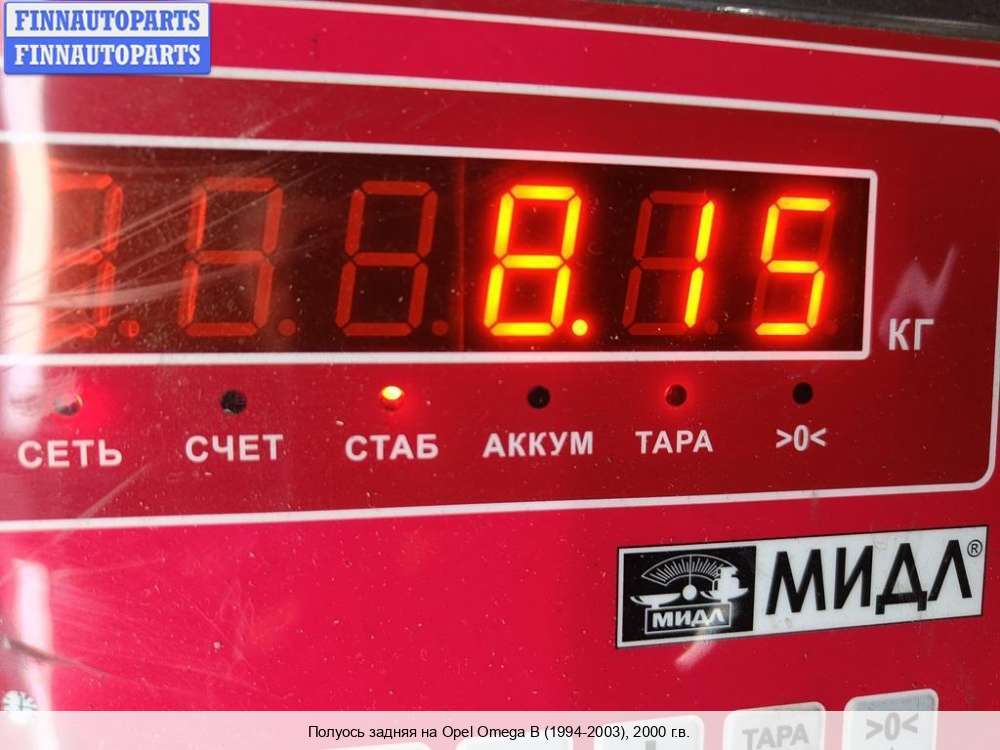 FINNAUTOPARTS
FINNAUTOPARTS
8.15
КГ
СЕТЬ СЧЕТ СТАБ АККУМ ТАРА >0<
МИДЛ МИДЛ®
ТАРА >0<
Полуось задняя на Opel Omega B (1994-2003), 2000 г.в.